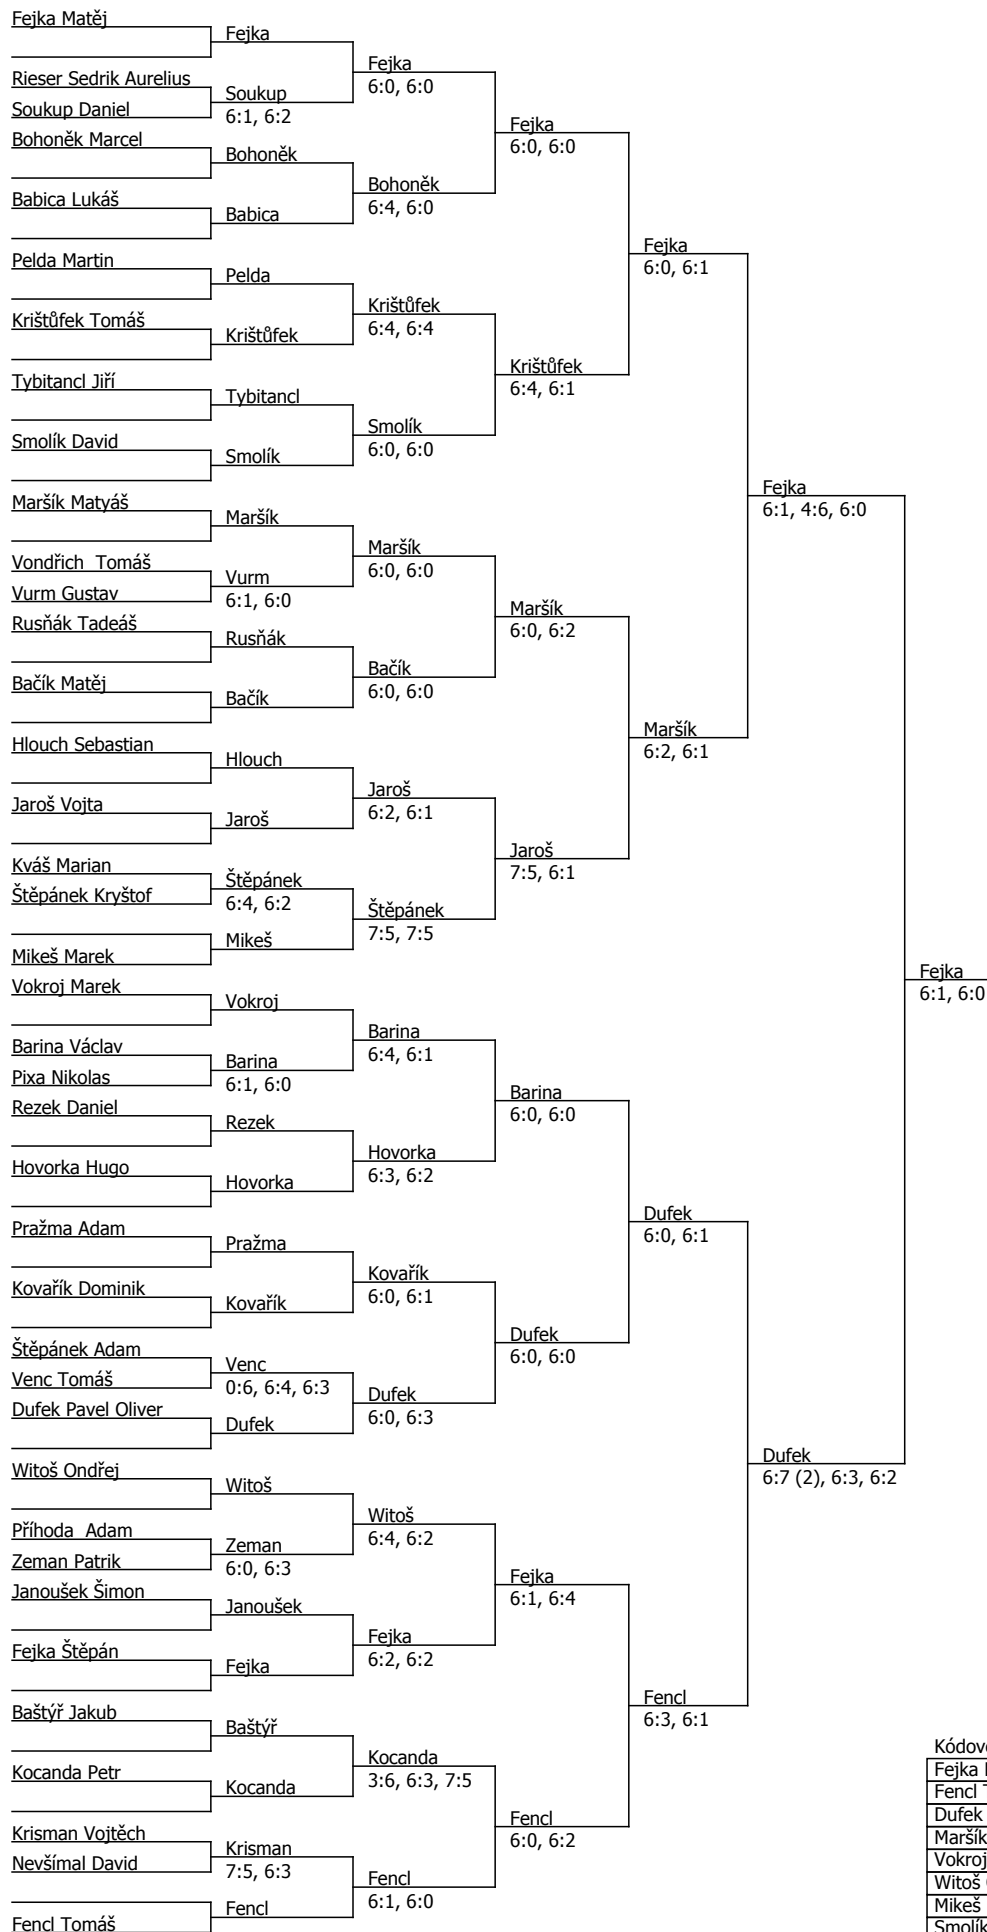 Fejka Matěj
Fejka
Fejka
6:0, 6:0
Rieser Sedrik Aurelius
Soukup
6:1, 6:2
Soukup Daniel
Fejka
6:0, 6:0
Bohoněk Marcel
Bohoněk
Bohoněk
6:4, 6:0
Babica Lukáš
Babica
Fejka
6:0, 6:1
Pelda Martin
Pelda
Krištůfek
6:4, 6:4
Krištůfek Tomáš
Krištůfek
Krištůfek
6:4, 6:1
Tybitancl Jiří
Tybitancl
Smolík
6:0, 6:0
Smolík David
Smolík
Fejka
6:1, 4:6, 6:0
Maršík Matyáš
Maršík
Maršík
6:0, 6:0
Vondřich  Tomáš
Vurm
6:1, 6:0
Vurm Gustav
Maršík
6:0, 6:2
Rusňák Tadeáš
Rusňák
Bačík
6:0, 6:0
Bačík Matěj
Bačík
Maršík
6:2, 6:1
Hlouch Sebastian
Hlouch
Jaroš
6:2, 6:1
Jaroš Vojta
Jaroš
Jaroš
7:5, 6:1
Kváš Marian
Štěpánek
6:4, 6:2
Štěpánek Kryštof
Štěpánek
7:5, 7:5
Mikeš
Mikeš Marek
Fejka
6:1, 6:0
Vokroj Marek
Vokroj
Barina
6:4, 6:1
Barina Václav
Barina
6:1, 6:0
Pixa Nikolas
Barina
6:0, 6:0
Rezek Daniel
Rezek
Hovorka
6:3, 6:2
Hovorka Hugo
Hovorka
Dufek
6:0, 6:1
Pražma Adam
Pražma
Kovařík
6:0, 6:1
Kovařík Dominik
Kovařík
Dufek
6:0, 6:0
Štěpánek Adam
Venc
0:6, 6:4, 6:3
Venc Tomáš
Dufek
6:0, 6:3
Dufek Pavel Oliver
Dufek
Dufek
6:7 (2), 6:3, 6:2
Witoš Ondřej
Witoš
Witoš
6:4, 6:2
Příhoda  Adam
Zeman
6:0, 6:3
Zeman Patrik
Fejka
6:1, 6:4
Janoušek Šimon
Janoušek
Fejka
6:2, 6:2
Fejka Štěpán
Fejka
Fencl
6:3, 6:1
Baštýř Jakub
Baštýř
Kocanda
3:6, 6:3, 7:5
Kocanda Petr
Kocanda
Fencl
6:0, 6:2
Krisman Vojtěch
Krisman
7:5, 6:3
Nevšímal David
Fencl
6:1, 6:0
Fencl
Fencl Tomáš
Fejka
Fencl
Dufek
Maršík
Vokroj
Witoš
Mikeš
Smolík